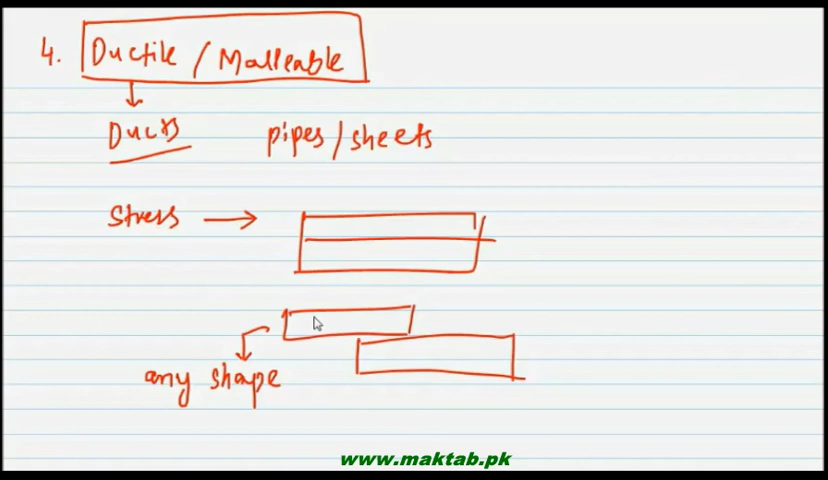 4. Ductile / Malleable
Ducts pipes/sheets
Stress
any shape
www.maktab.pk